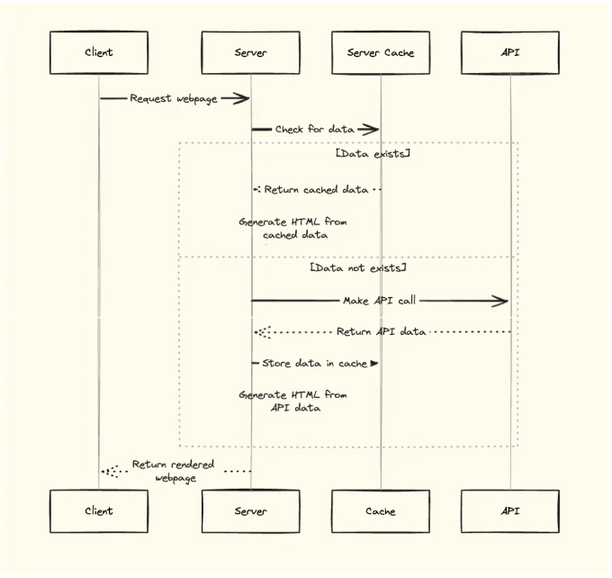 Client
Server
Server Cache
API
Request webpage
Check for data
[Data exists]
Return cached data
Generate HTML from
cached data
[Data not exists]
Make API call
Return API data
Store data in cache
Generate HTML from
API data
Return rendered
webpage
Client
Server
Cache
API